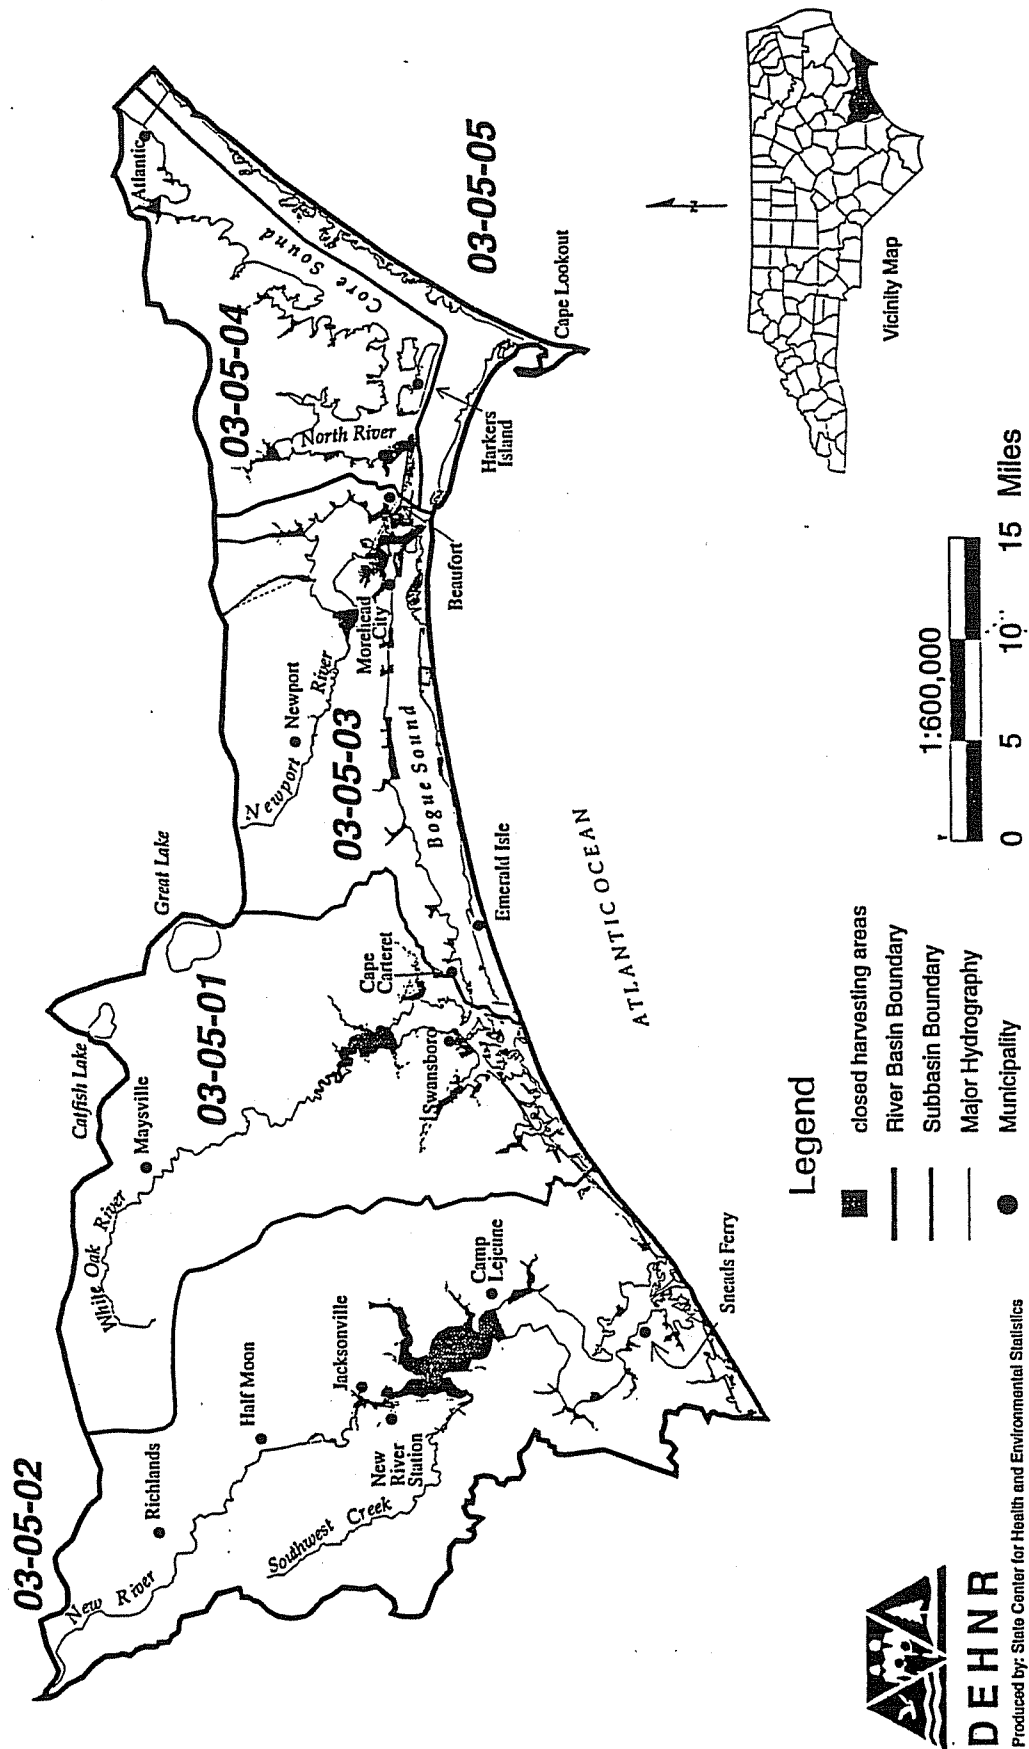 03-05-02
New
River
Richlands
Half Moon
Southwest Creek
New
River
Station
Jacksonville
Camp
Lejeune
Sneads Ferry
White Oak River
Maysville
Catfish Lake
03-05-01
Great Lake
Swansboro
Cape
Carteret
Emerald Isle
Bogue Sound
03-05-03
Newport
River
Newport
Morehead
City
Beaufort
03-05-04
North River
Harkers
Island
Core Sound
Atlantic
03-05-05
Cape Lookout
ATLANTIC OCEAN
N
Vicinity Map
Legend
closed harvesting areas
River Basin Boundary
Subbasin Boundary
Major Hydrography
Municipality
1:600,000
0 5 10 15 Miles
DEHNR
Produced by: State Center for Health and Environmental Statistics